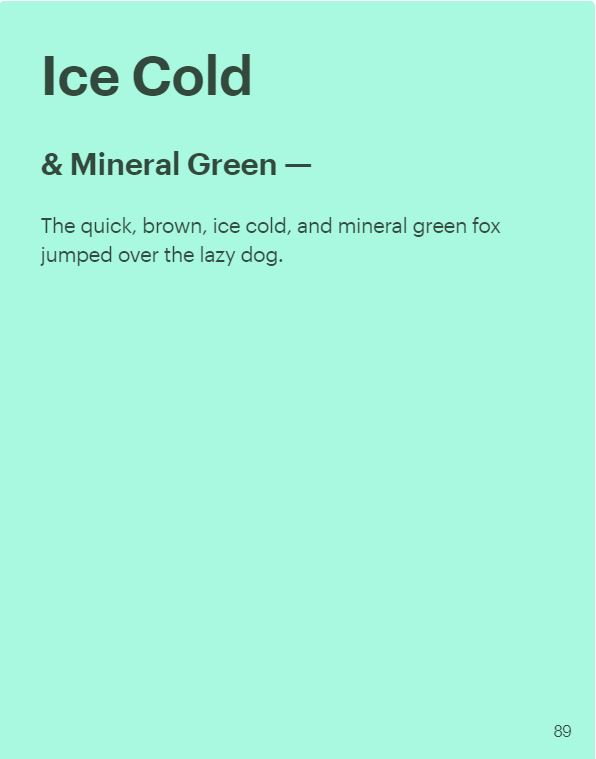 Ice Cold
& Mineral Green —
The quick, brown, ice cold, and mineral green fox
jumped over the lazy dog.
89